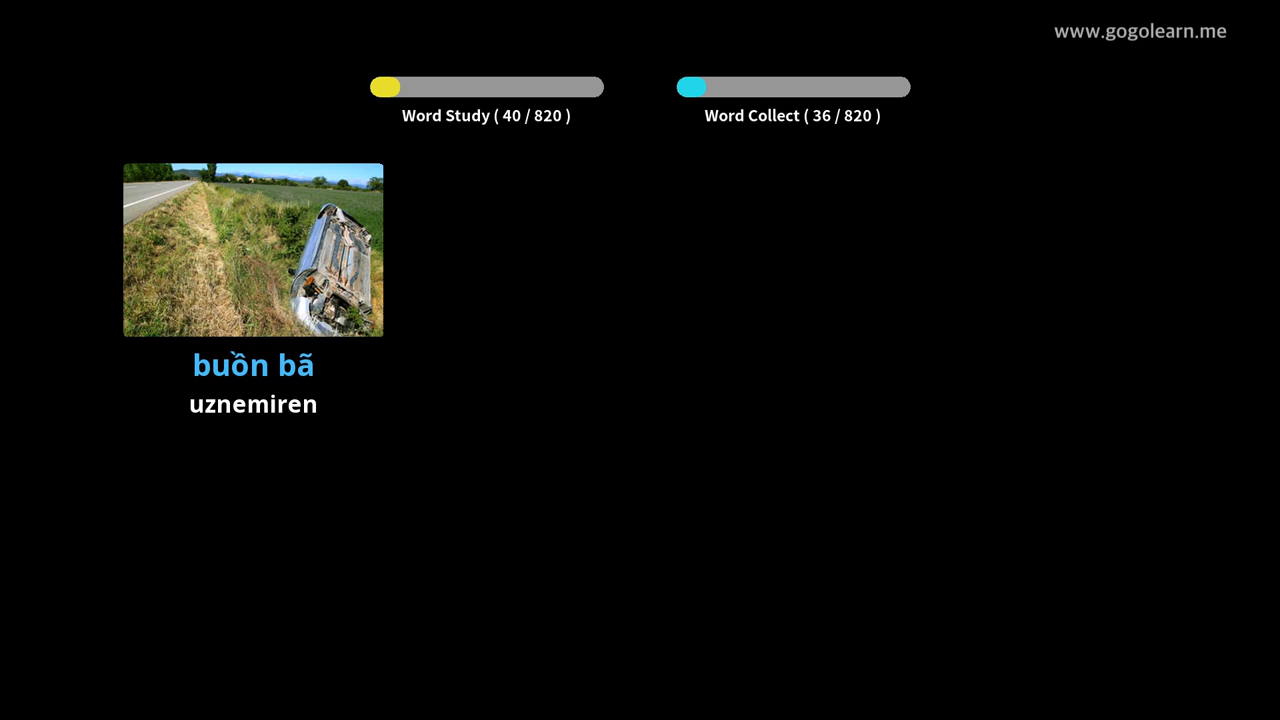 www.gogolearn.me
Word Study ( 40 / 820 )
Word Collect ( 36 / 820 )
buồn bã
uznemiren